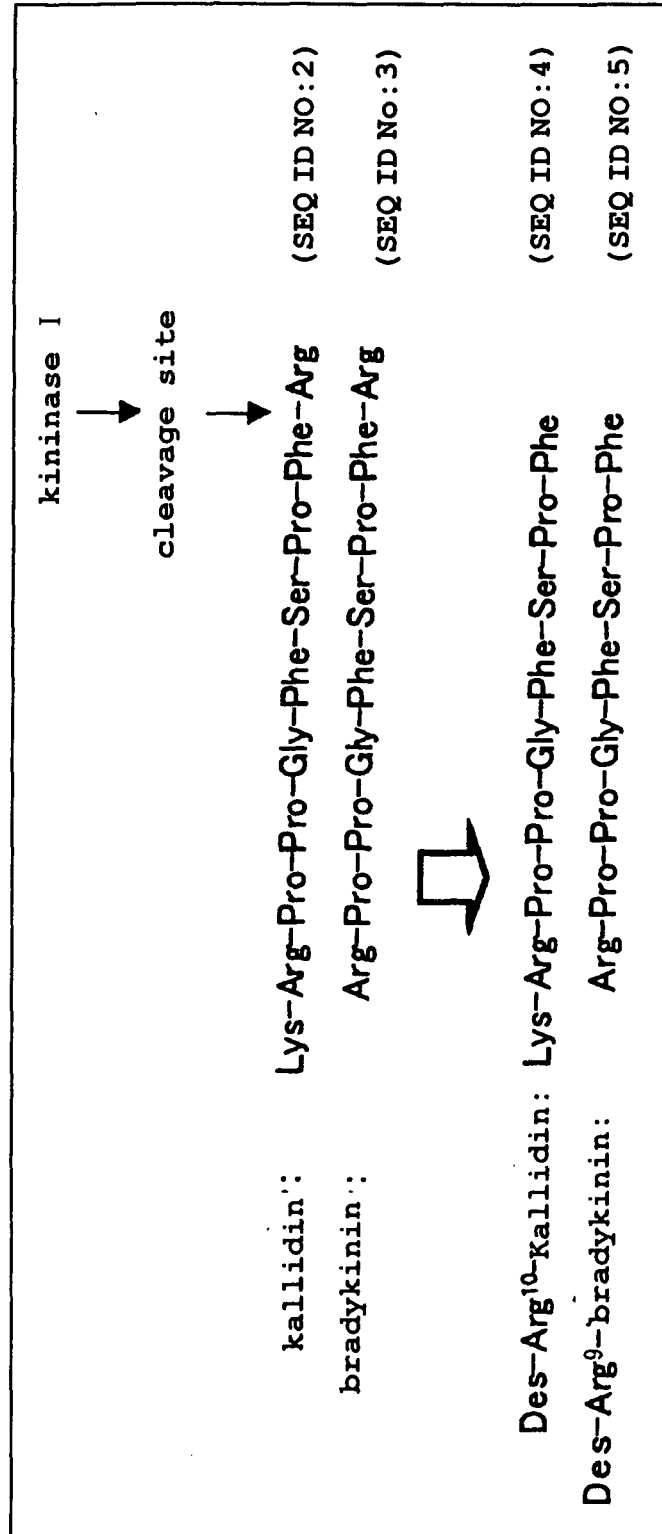 kininase I
cleavage site
kallidin: Lys-Arg-Pro-Pro-Gly-Phe-Ser-Pro-Phe-Arg (SEQ ID NO:2)
bradykinin: Arg-Pro-Pro-Gly-Phe-Ser-Pro-Phe-Arg (SEQ ID No:3)
Des-Arg¹⁰-Kallidin: Lys-Arg-Pro-Pro-Gly-Phe-Ser-Pro-Phe (SEQ ID NO:4)
Des-Arg⁹-bradykinin: Arg-Pro-Pro-Gly-Phe-Ser-Pro-Phe (SEQ ID NO:5)